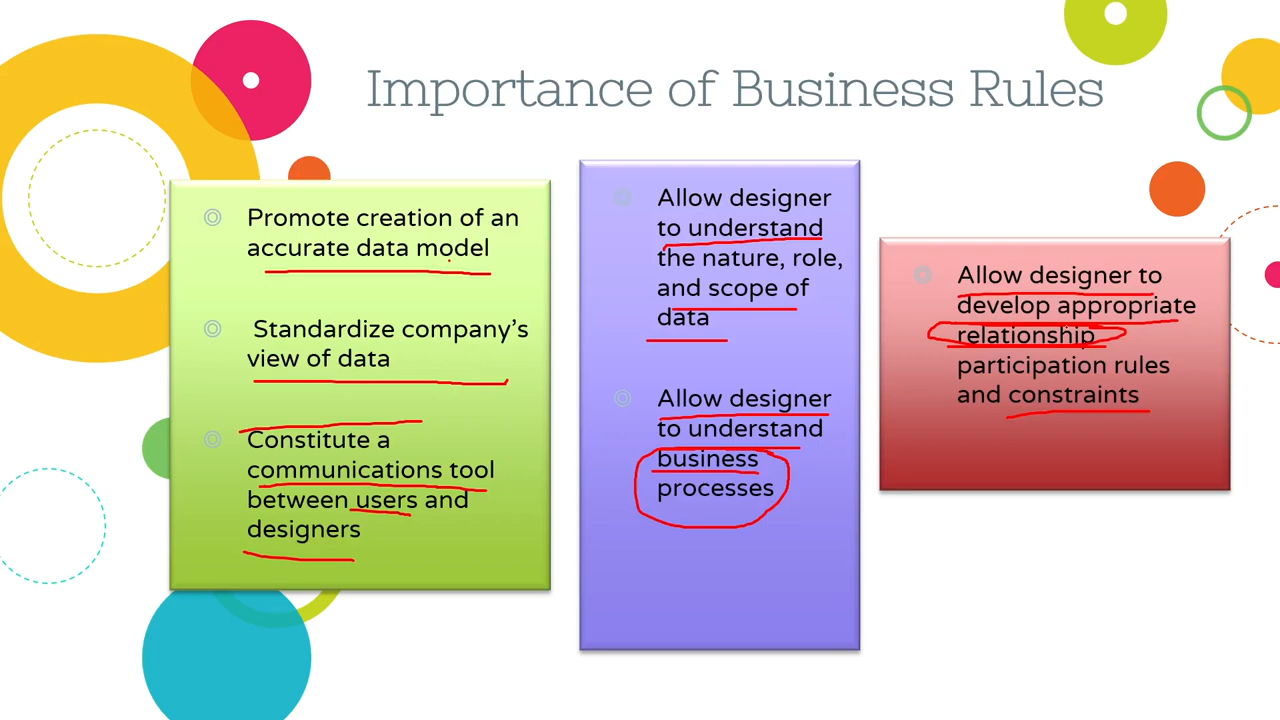 Importance of Business Rules
Promote creation of an
accurate data model
Standardize company’s
view of data
Constitute a
communications tool
between users and
designers
Allow designer
to understand
the nature, role,
and scope of
data
Allow designer
to understand
business
processes
Allow designer to
develop appropriate
relationship
participation rules
and constraints